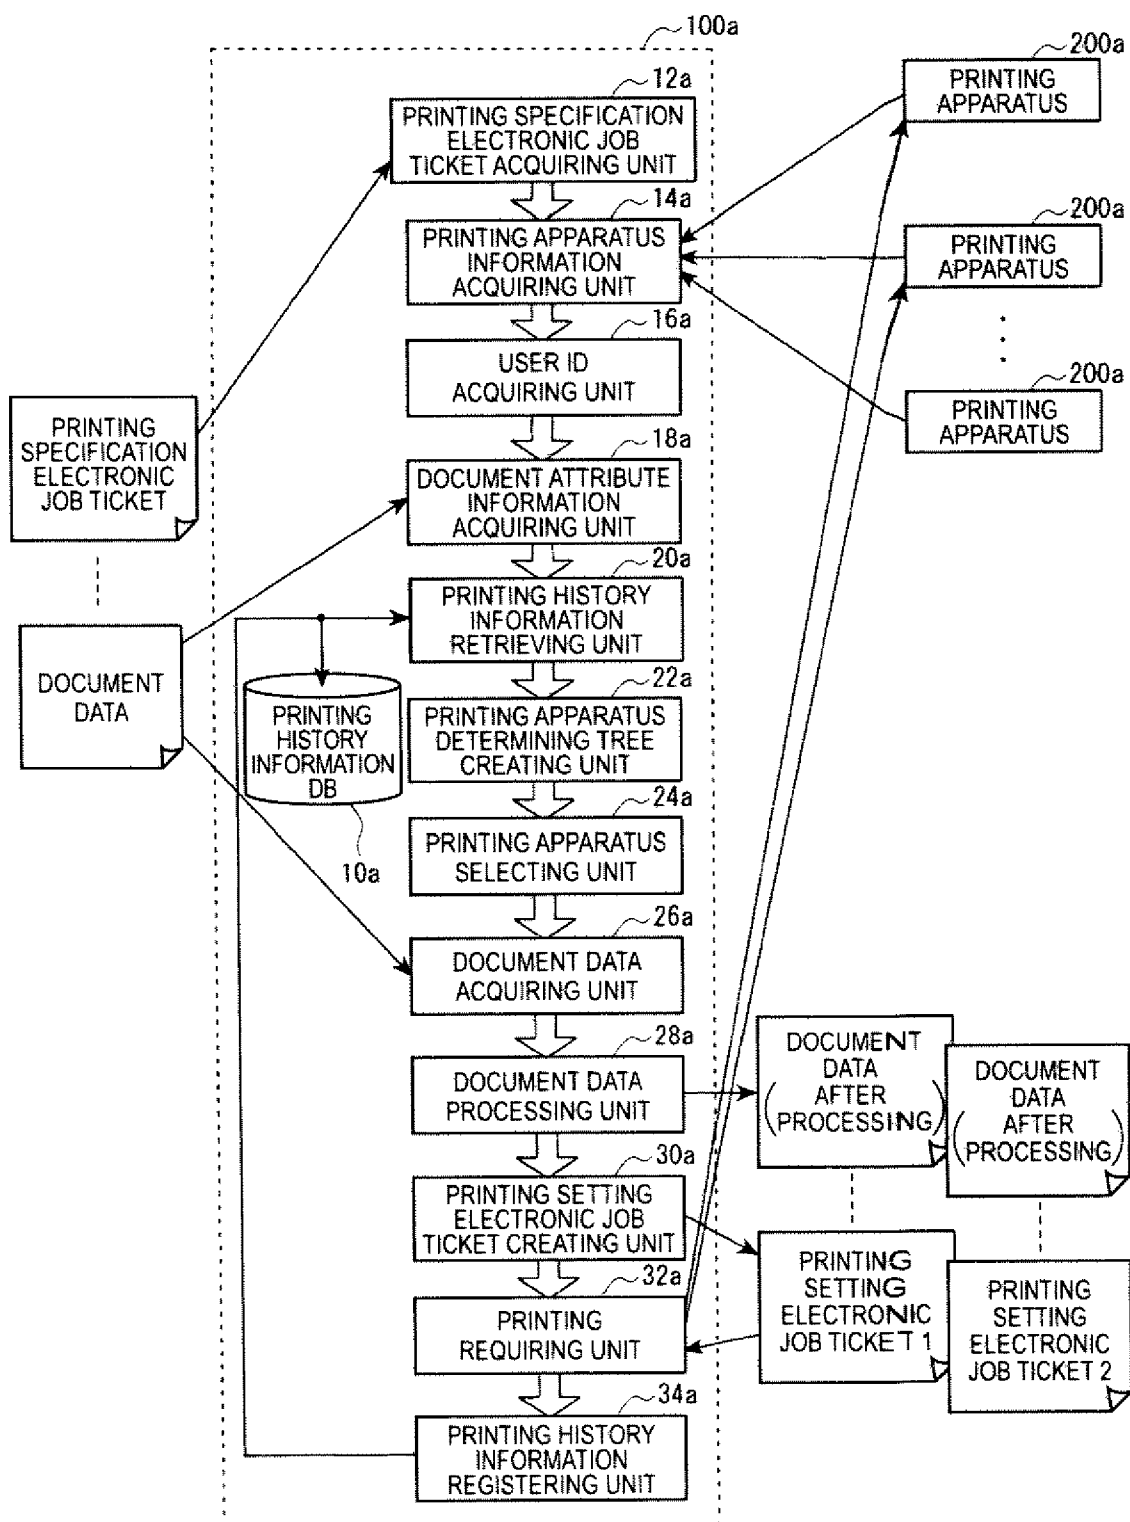 100a
12a
PRINTING SPECIFICATION
ELECTRONIC JOB
TICKET ACQUIRING UNIT
14a
PRINTING APPARATUS
INFORMATION
ACQUIRING UNIT
16a
USER ID
ACQUIRING UNIT
18a
DOCUMENT ATTRIBUTE
INFORMATION
ACQUIRING UNIT
20a
PRINTING HISTORY
INFORMATION
RETRIEVING UNIT
22a
PRINTING APPARATUS
DETERMINING TREE
CREATING UNIT
24a
PRINTING APPARATUS
SELECTING UNIT
26a
DOCUMENT DATA
ACQUIRING UNIT
28a
DOCUMENT DATA
PROCESSING UNIT
30a
PRINTING SETTING
ELECTRONIC JOB
TICKET CREATING UNIT
32a
PRINTING
REQUIRING UNIT
34a
PRINTING HISTORY
INFORMATION
REGISTERING UNIT
PRINTING
SPECIFICATION
ELECTRONIC
JOB TICKET
DOCUMENT
DATA
PRINTING
HISTORY
INFORMATION
DB
10a
200a
PRINTING
APPARATUS
200a
PRINTING
APPARATUS
200a
PRINTING
APPARATUS
DOCUMENT
DATA
(AFTER
PROCESSING)
DOCUMENT
DATA
(AFTER
PROCESSING)
PRINTING
SETTING
ELECTRONIC
JOB TICKET 1
PRINTING
SETTING
ELECTRONIC
JOB TICKET 2